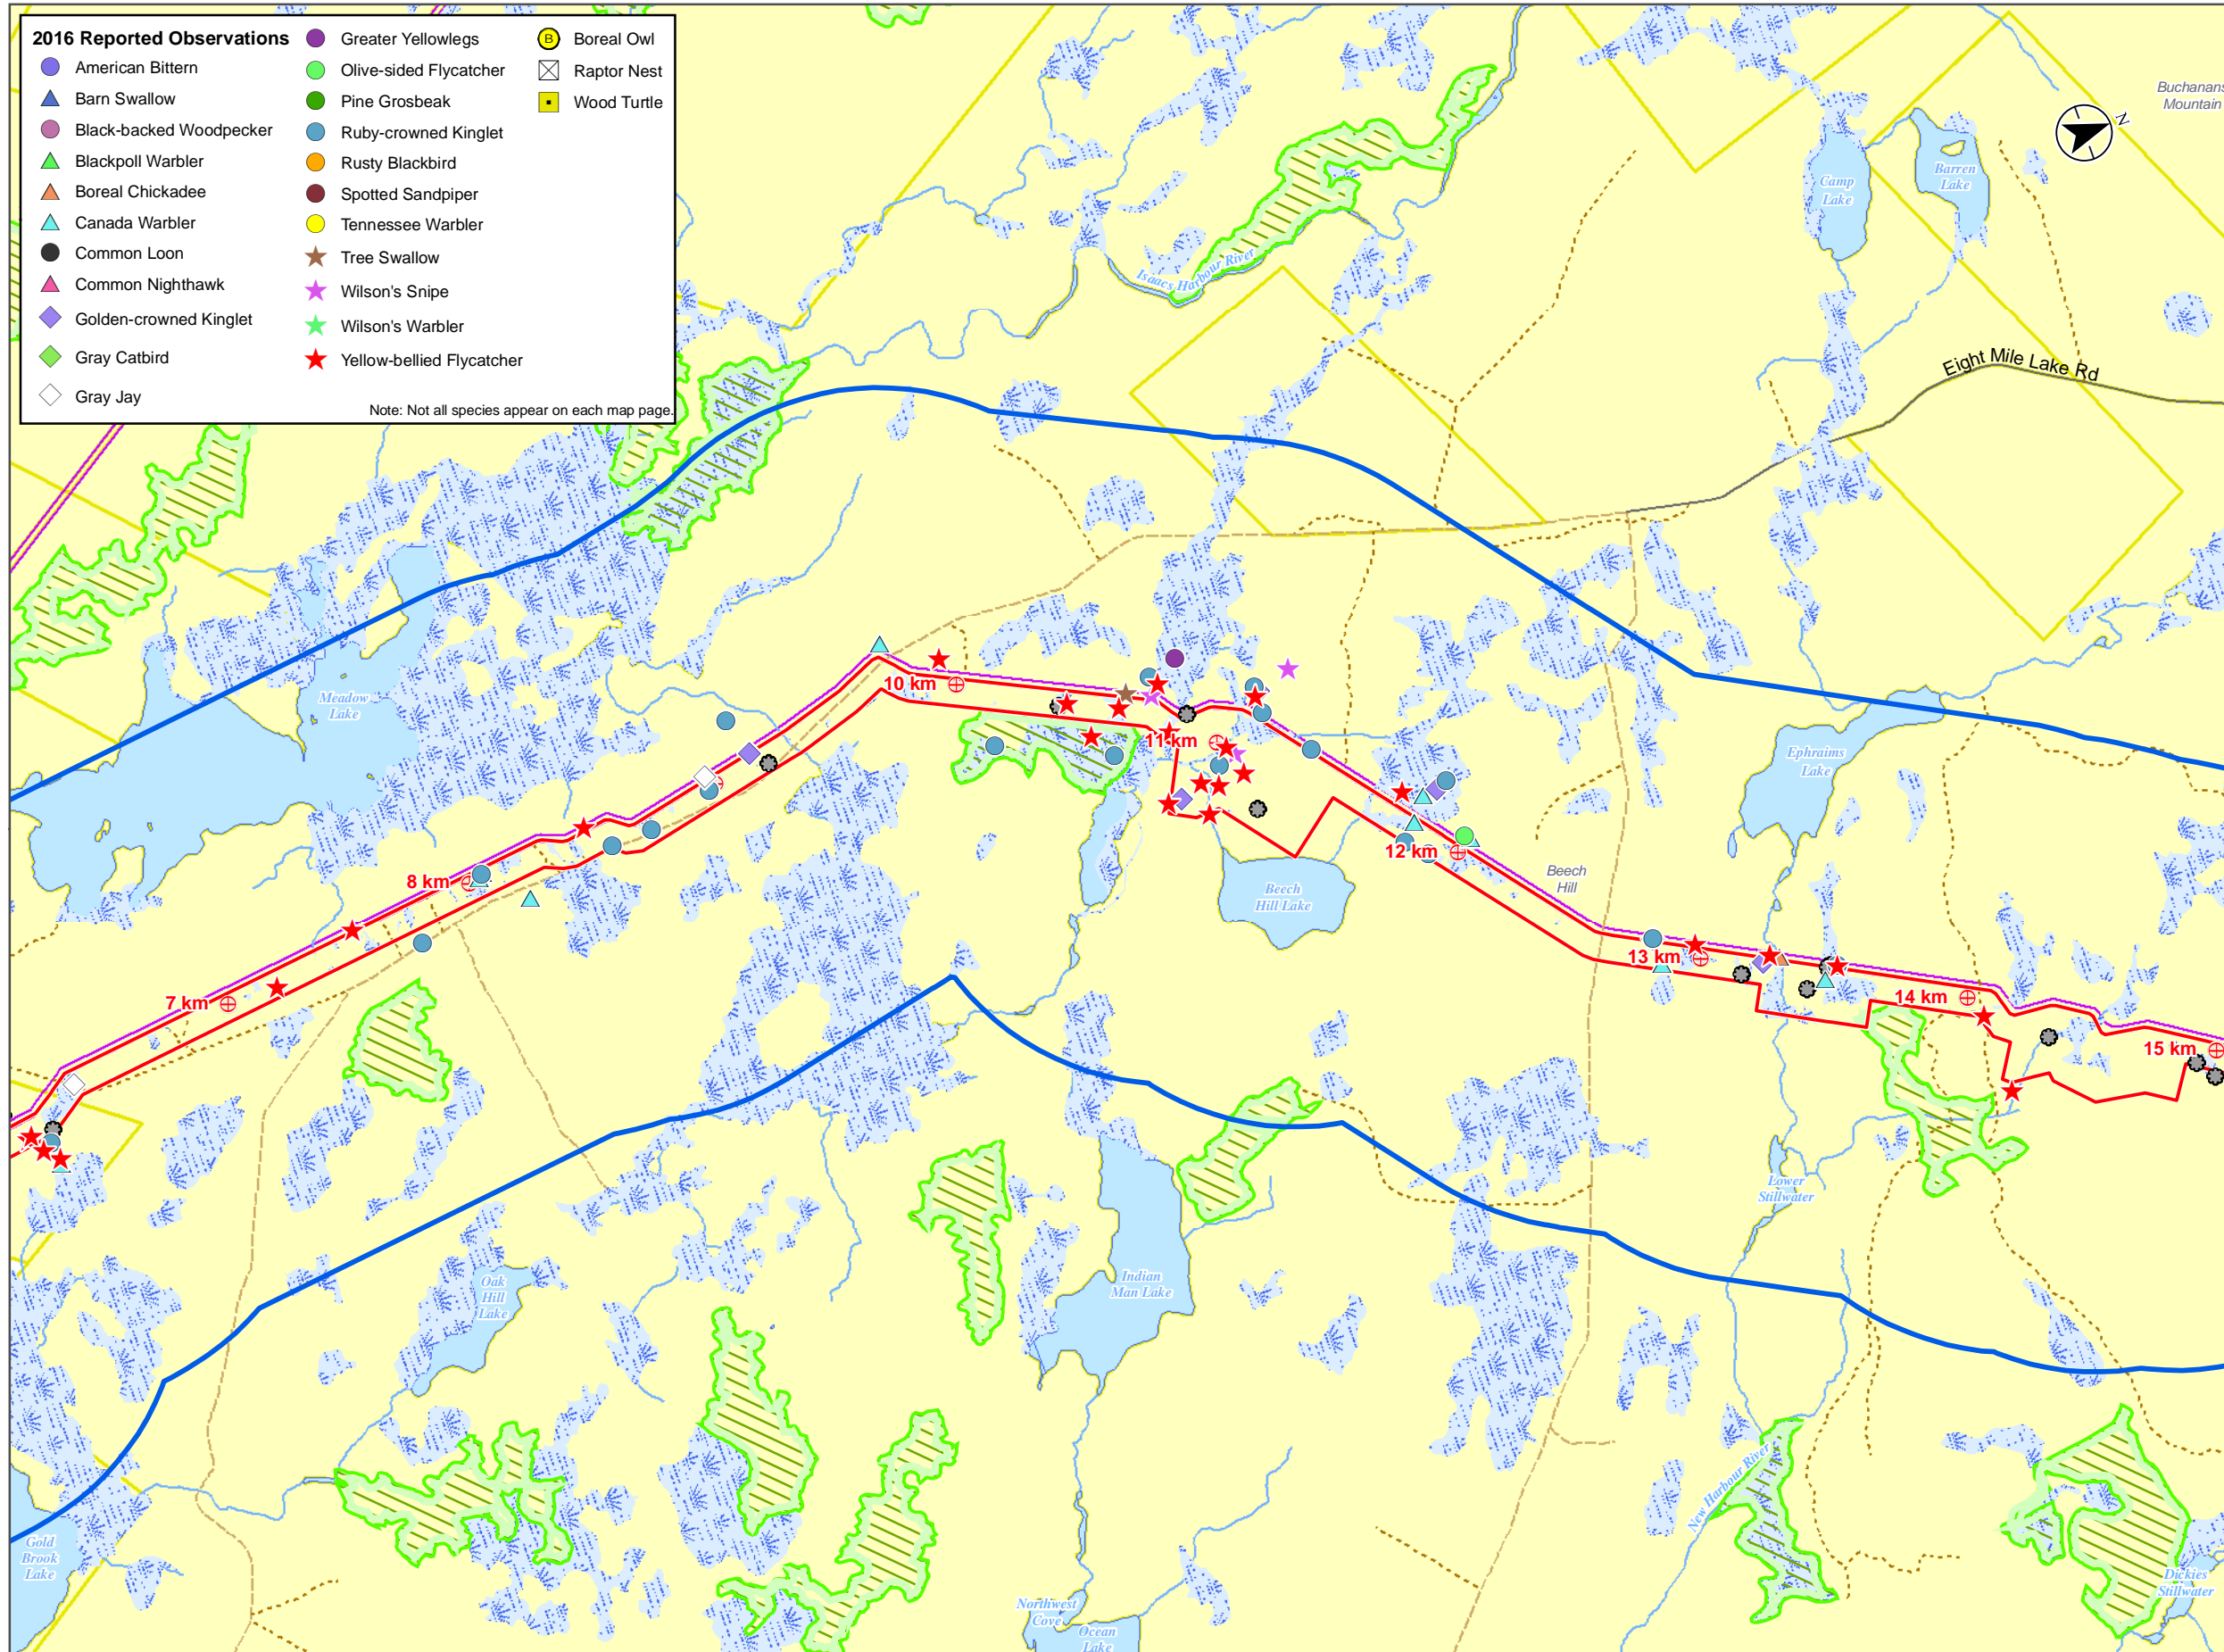 2016 Reported Observations
American Bittern
Barn Swallow
Black-backed Woodpecker
Blackpoll Warbler
Boreal Chickadee
Canada Warbler
Common Loon
Common Nighthawk
Golden-crowned Kinglet
Gray Catbird
Gray Jay
Greater Yellowlegs
Olive-sided Flycatcher
Pine Grosbeak
Ruby-crowned Kinglet
Rusty Blackbird
Spotted Sandpiper
Tennessee Warbler
Tree Swallow
Wilson's Snipe
Wilson's Warbler
Yellow-bellied Flycatcher
B
Boreal Owl
Raptor Nest
Wood Turtle
Note: Not all species appear on each map page.
Buchanans
Mountain
N
Camp
Lake
Barren
Lake
Isaacs Harbour River
Eight Mile Lake Rd
Meadow
Lake
10 km
11 km
Ephraims
Lake
8 km
12 km
Beech
Hill
Beech
Hill Lake
13 km
7 km
14 km
15 km
Lower
Stillwater
Oak
Hill
Lake
Indian
Man Lake
New Harbour River
Gold
Brook
Lake
Northwest
Cove
Ocean
Lake
Dickies
Stillwater